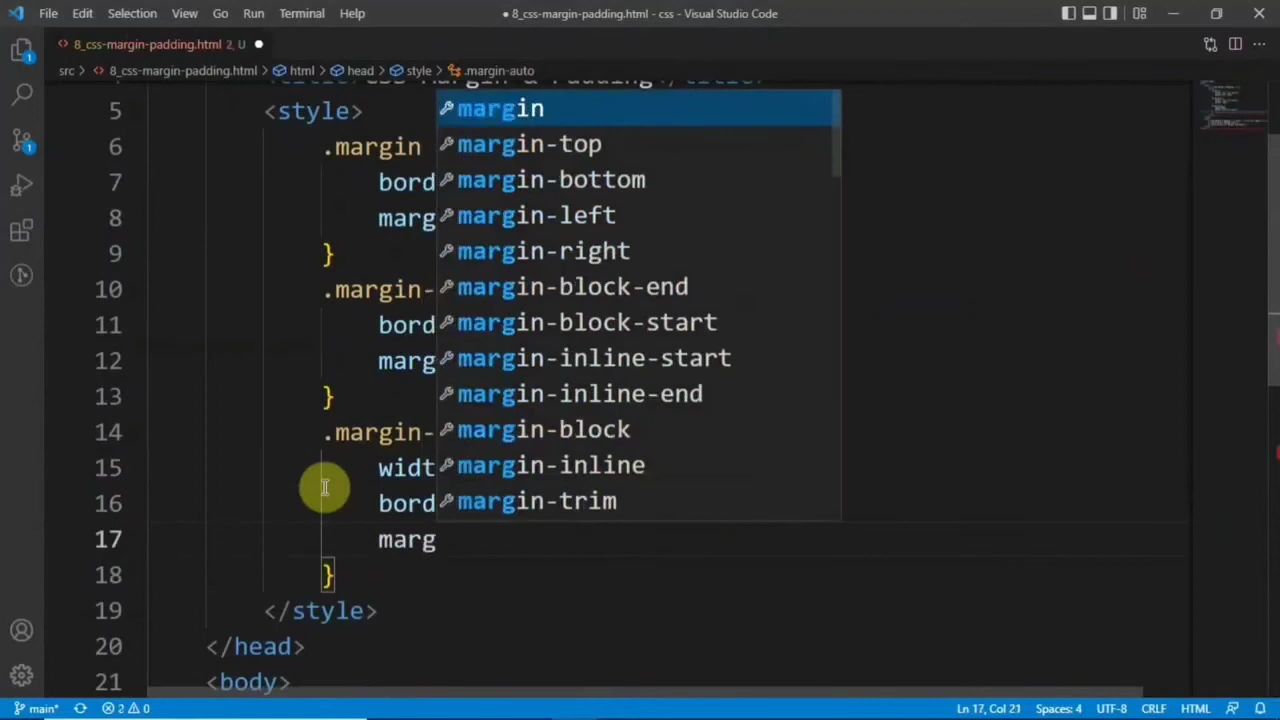 File Edit Selection View Go Run Terminal Help ● 8_css-margin-padding.html - css - Visual Studio Code
8_css-margin-padding.html 2, U
src > 8_css-margin-padding.html > html > head > style > .margin-auto
5 <style>
margin
6 .margin
margin-top
7 bord
margin-bottom
8 marg
margin-left
9 }
margin-right
10 .margin-
margin-block-end
11 bord
margin-block-start
12 marg
margin-inline-start
13 }
margin-inline-end
14 .margin-
margin-block
15 widt
margin-inline
16 bord
margin-trim
17 marg
18 }
19 </style>
20 </head>
21 <body>
1
1
main* 2 0 Ln 17, Col 21 Spaces: 4 UTF-8 CRLF HTML